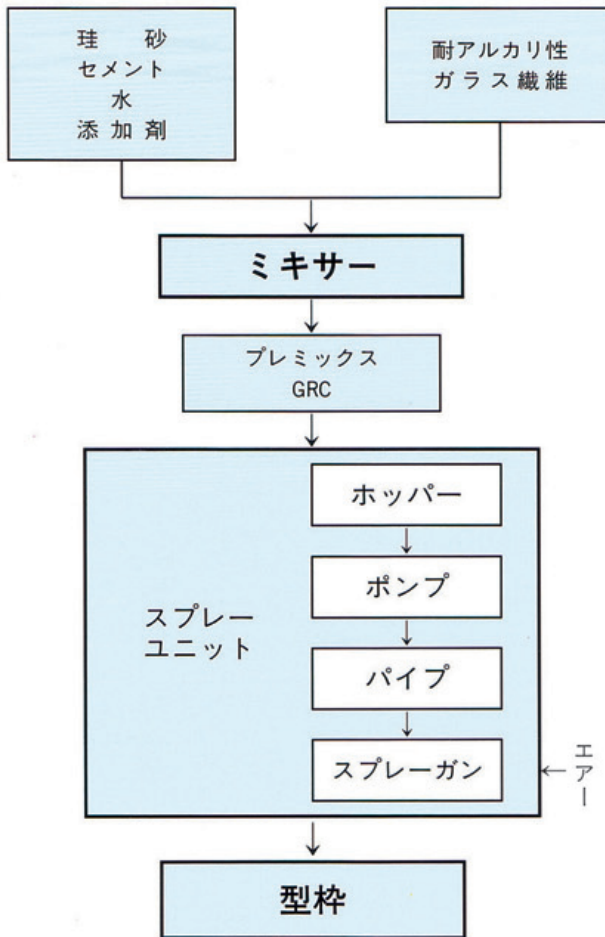 珪　砂
セメント
水
添加剤
耐アルカリ性
ガラス繊維
ミキサー
プレミックス
GRC
ホッパー
ポンプ
スプレー
ユニット
パイプ
スプレーガン
エアー
型枠